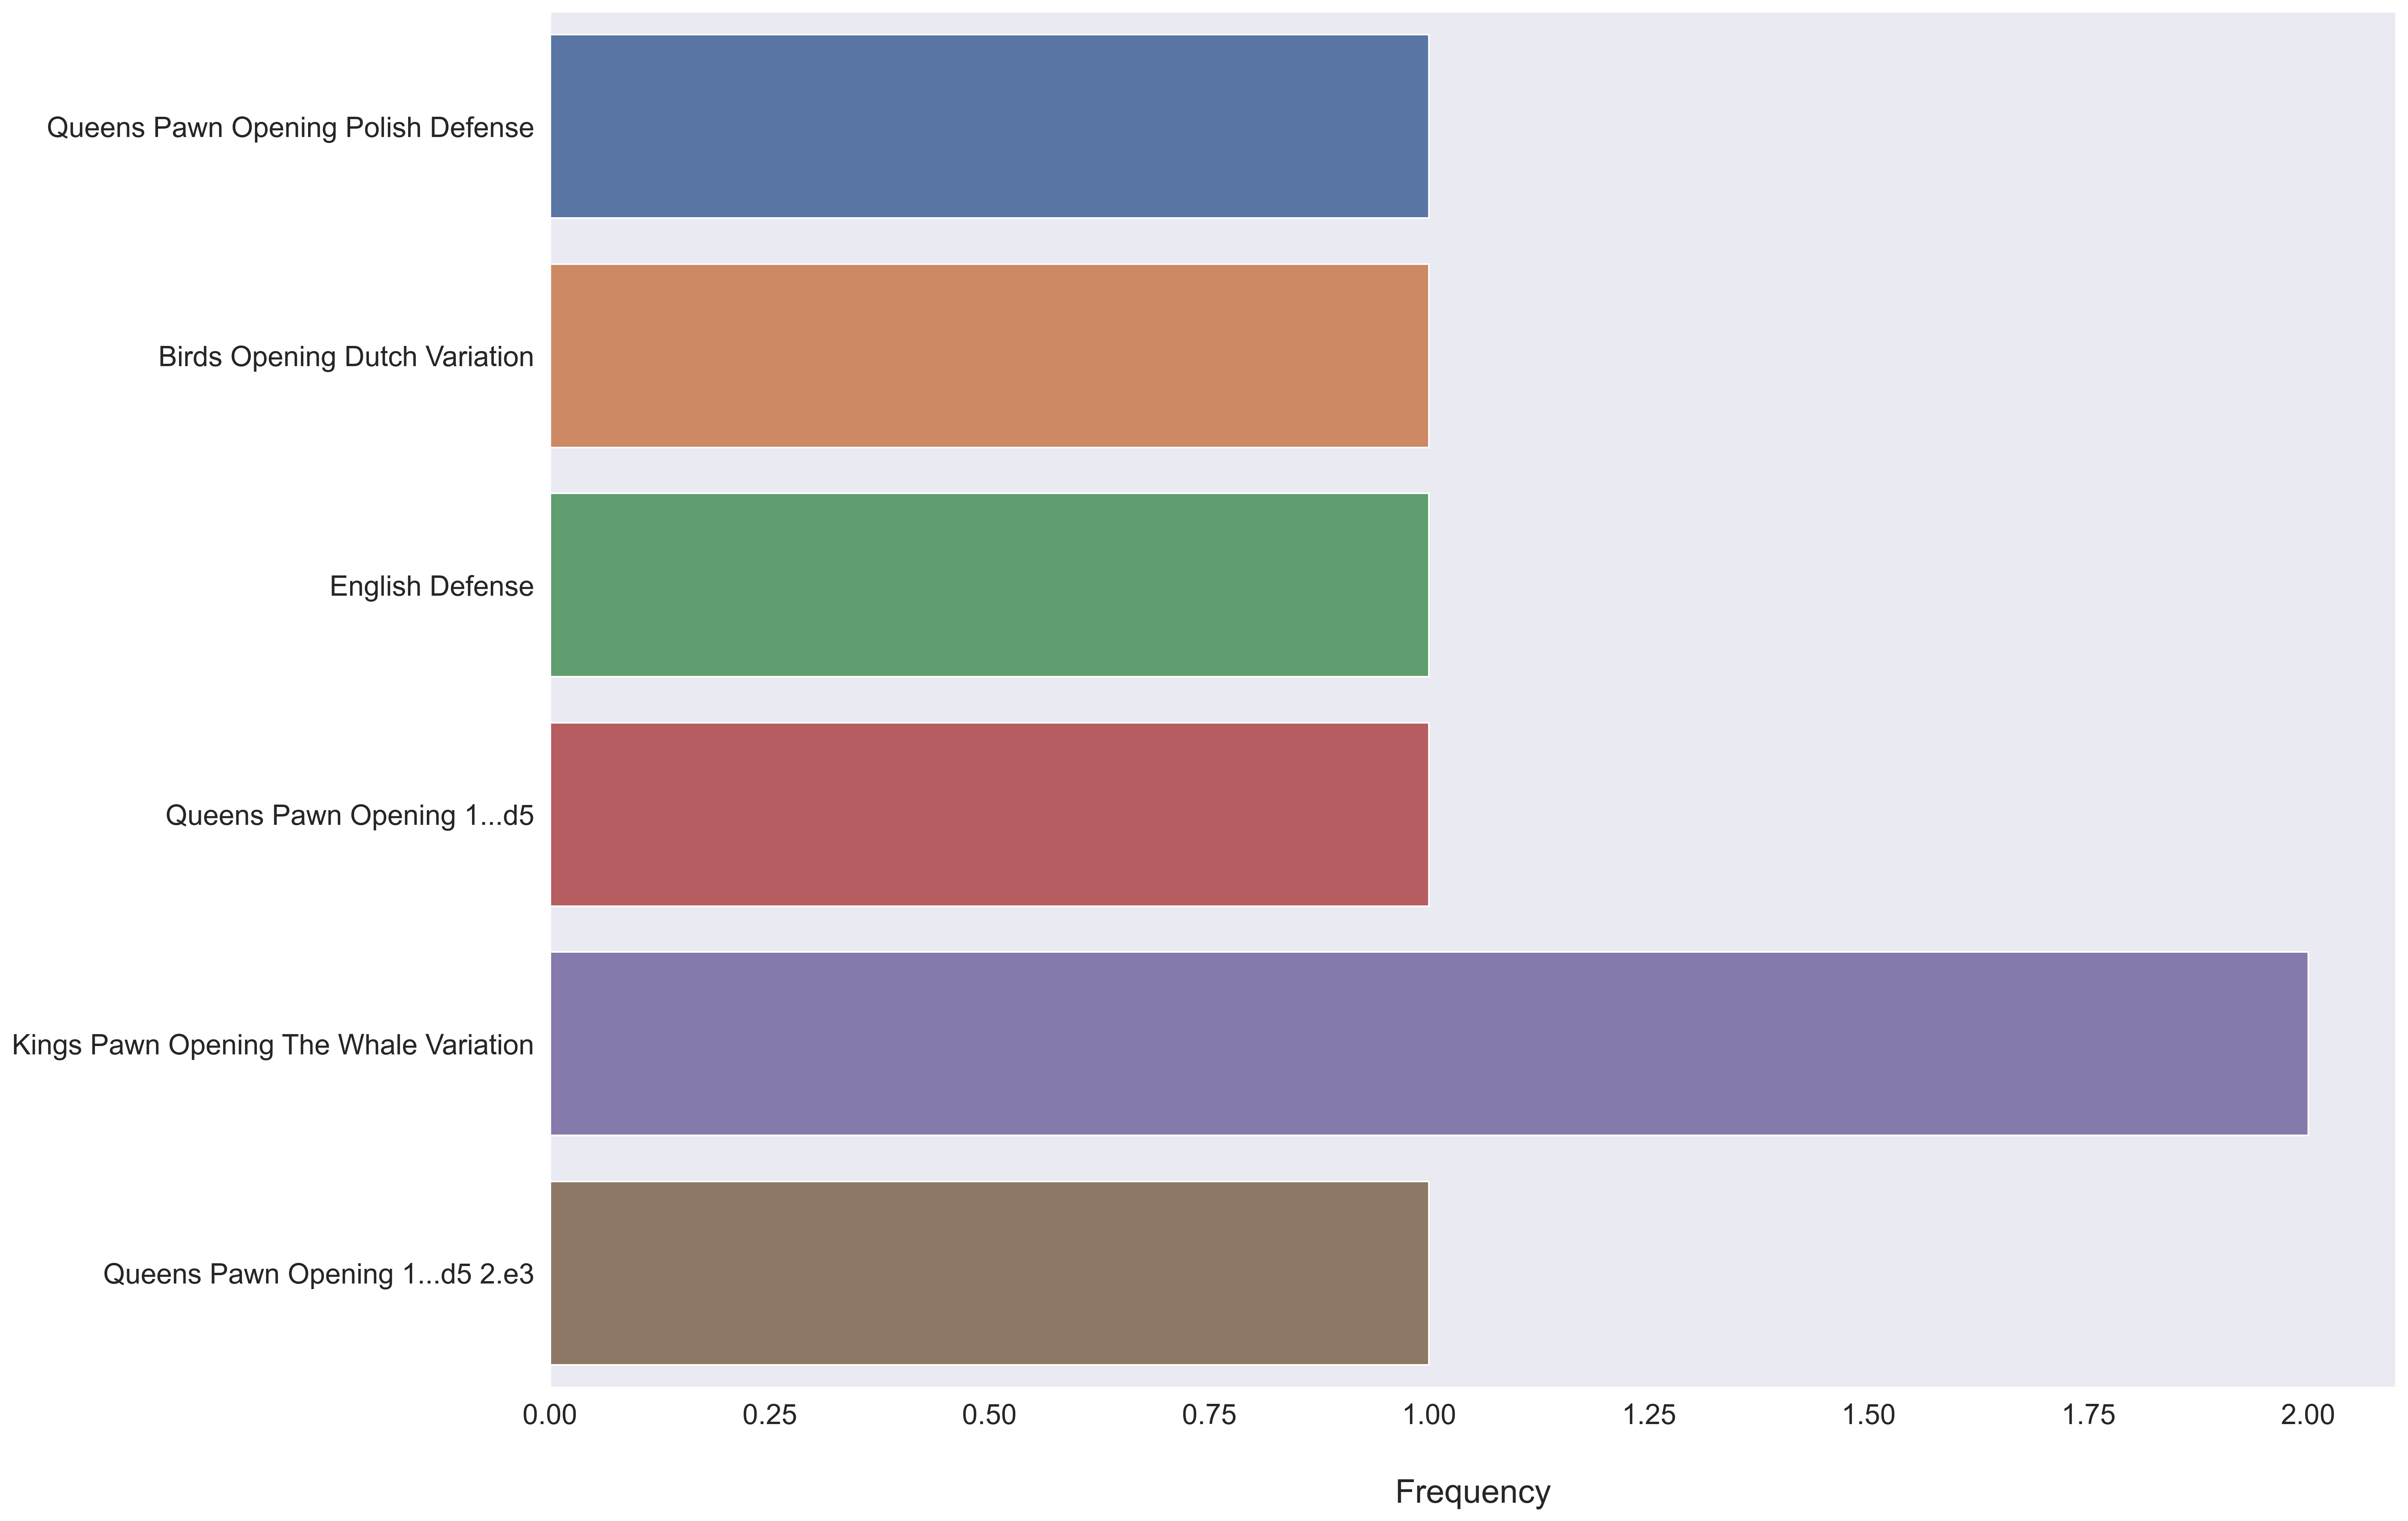 Queens Pawn Opening Polish Defense
Birds Opening Dutch Variation
English Defense
Queens Pawn Opening 1...d5
Kings Pawn Opening The Whale Variation
Queens Pawn Opening 1...d5 2.e3
0.00 0.25 0.50 0.75 1.00 1.25 1.50 1.75 2.00
Frequency